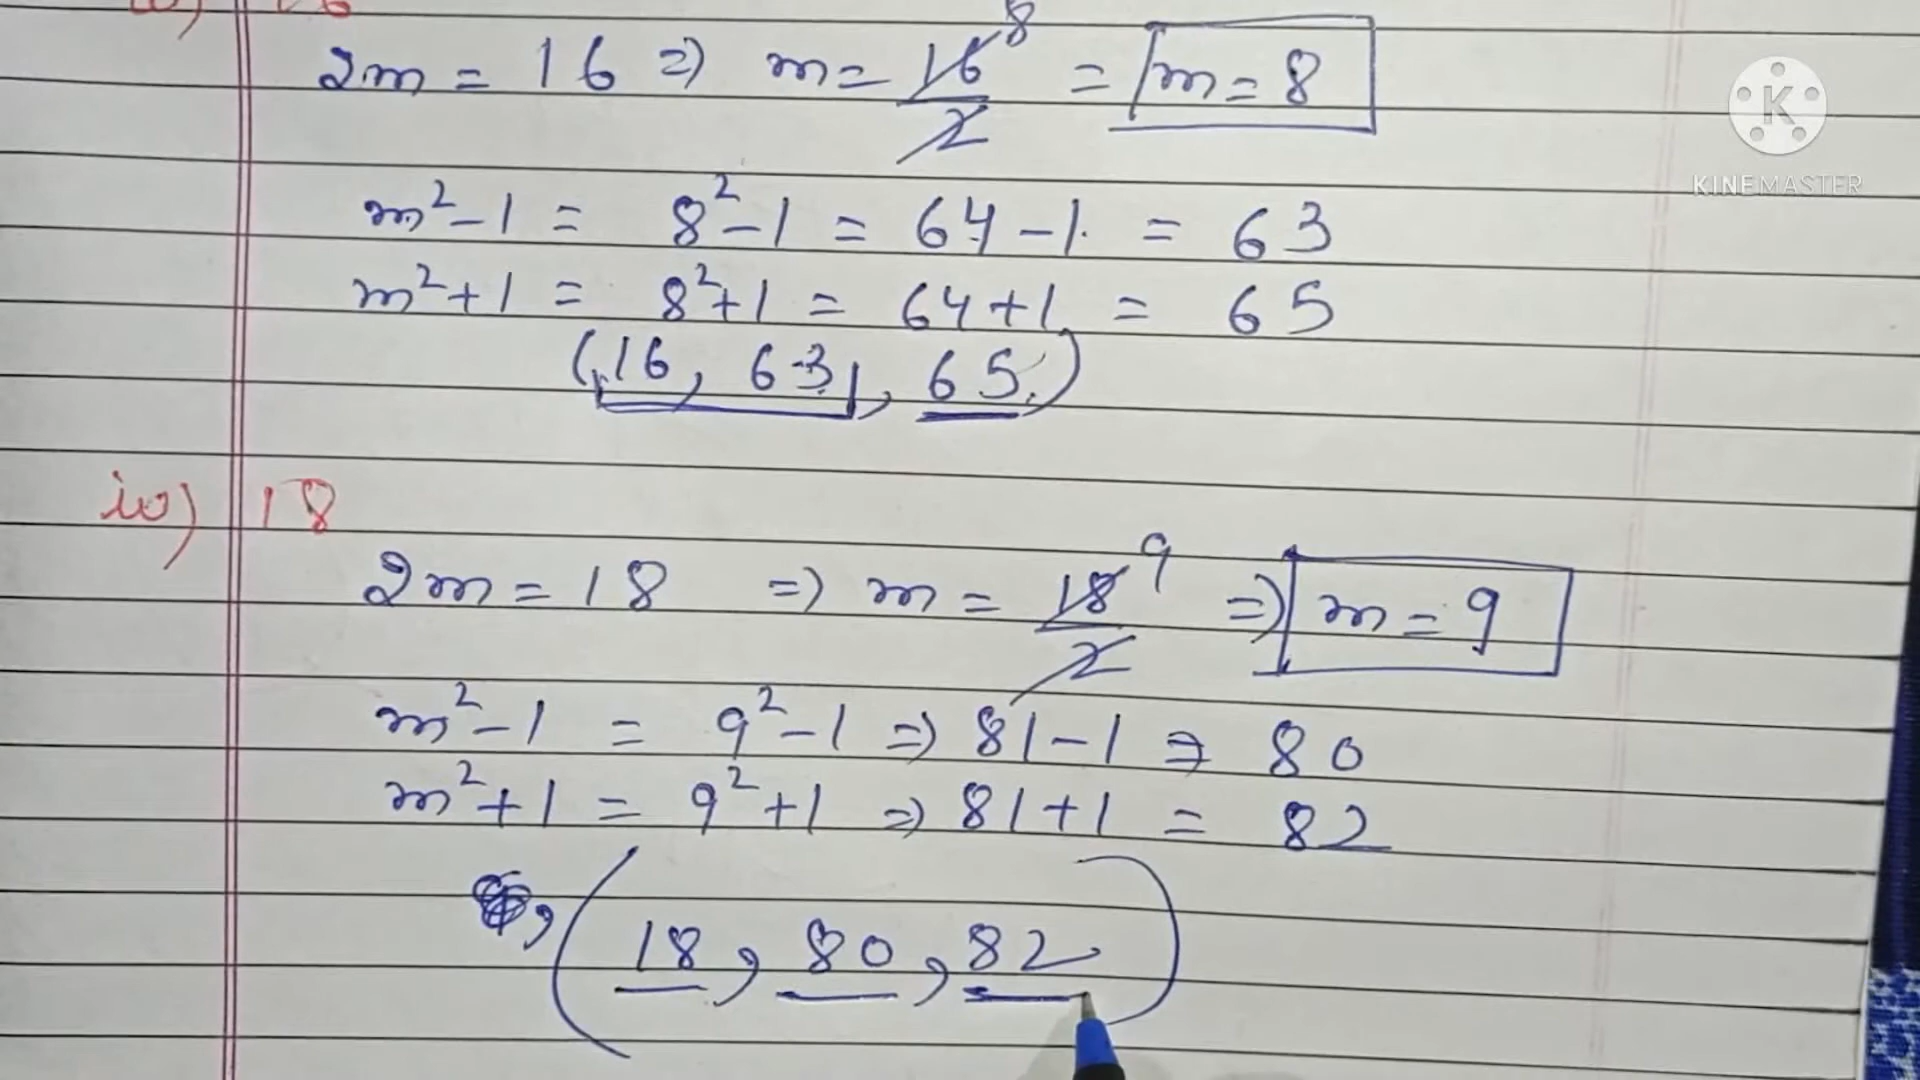 2m = 16 => m = 16/2 8 = m = 8
KINEMASTER
m²-1 = 8²-1 = 64-1 = 63
m²+1 = 8²+1 = 64+1 = 65
(16, 63, 65)
iv) 18
2m = 18 => m = 18/2 9 => m = 9
m²-1 = 9²-1 => 81-1 => 80
m²+1 = 9²+1 => 81+1 = 82
, (18, 80, 82)